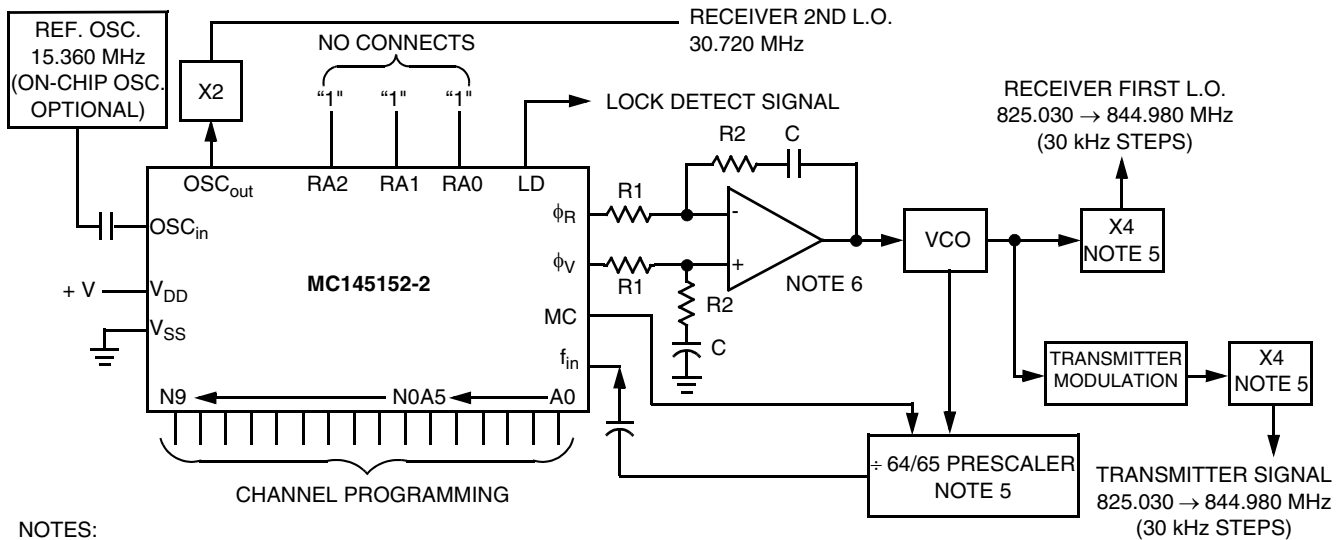 REF. OSC.
15.360 MHz
(ON-CHIP OSC.
OPTIONAL)
X2
NO CONNECTS
“1" “1" “1"
RECEIVER 2ND L.O.
30.720 MHz
LOCK DETECT SIGNAL
RECEIVER FIRST L.O.
825.030 → 844.980 MHz
(30 kHz STEPS)
OSCout RA2 RA1 RA0 LD
OSCin
+ V VDD
VSS
MC145152-2
ϕR
ϕV
MC
fin
N9 N0A5 A0
R1
R1
R2 C
-
+
R2
C
NOTE 6
VCO
X4
NOTE 5
TRANSMITTER
MODULATION
X4
NOTE 5
÷ 64/65 PRESCALER
NOTE 5
CHANNEL PROGRAMMING
TRANSMITTER SIGNAL
825.030 → 844.980 MHz
(30 kHz STEPS)
NOTES: